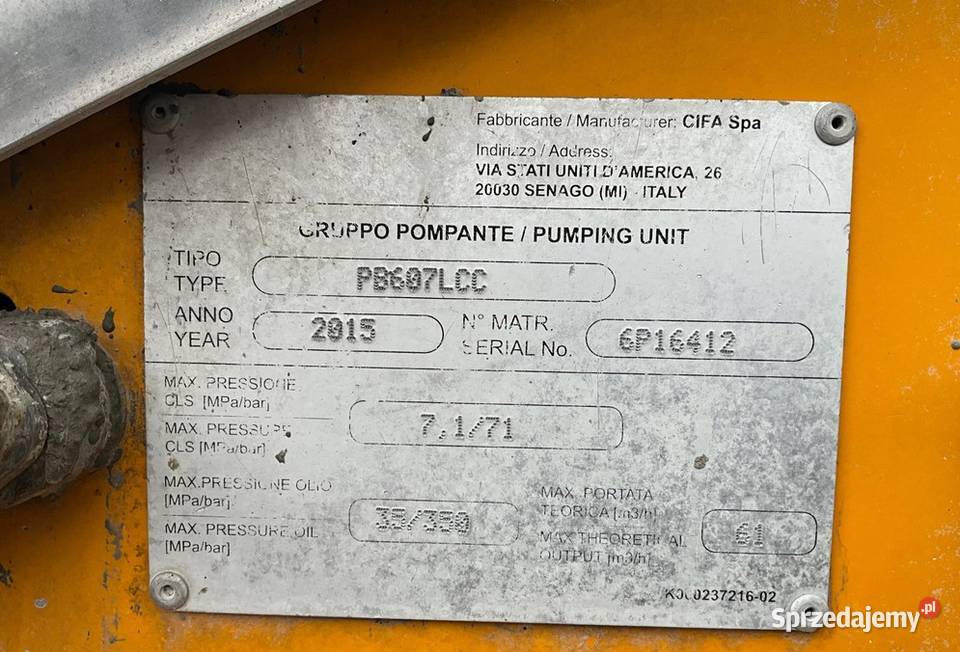 Fabbricante / Manufacturer: CIFA Spa
Indirizzo / Address:
VIA STATI UNITI D'AMERICA, 26
20030 SENAGO (MI) - ITALY
GRUPPO POMPANTE / PUMPING UNIT
TIPO
TYPE
PB607LCC
ANNO
YEAR
2015
N° MATR.
SERIAL No.
6P16412
MAX. PRESSIONE
CLS [MPa/bar]
MAX. PRESSURE
CLS [MPa/bar]
7,1/71
MAX.PRESSIONE OLIO
[MPa/bar]
MAX. PRESSURE OIL
[MPa/bar]
35/350
MAX. PORTATA
TEORICA [m3/h]
MAX THEORETICAL
OUTPUT [m3/h]
61
K000237216-02
Sprzedajemy.pl